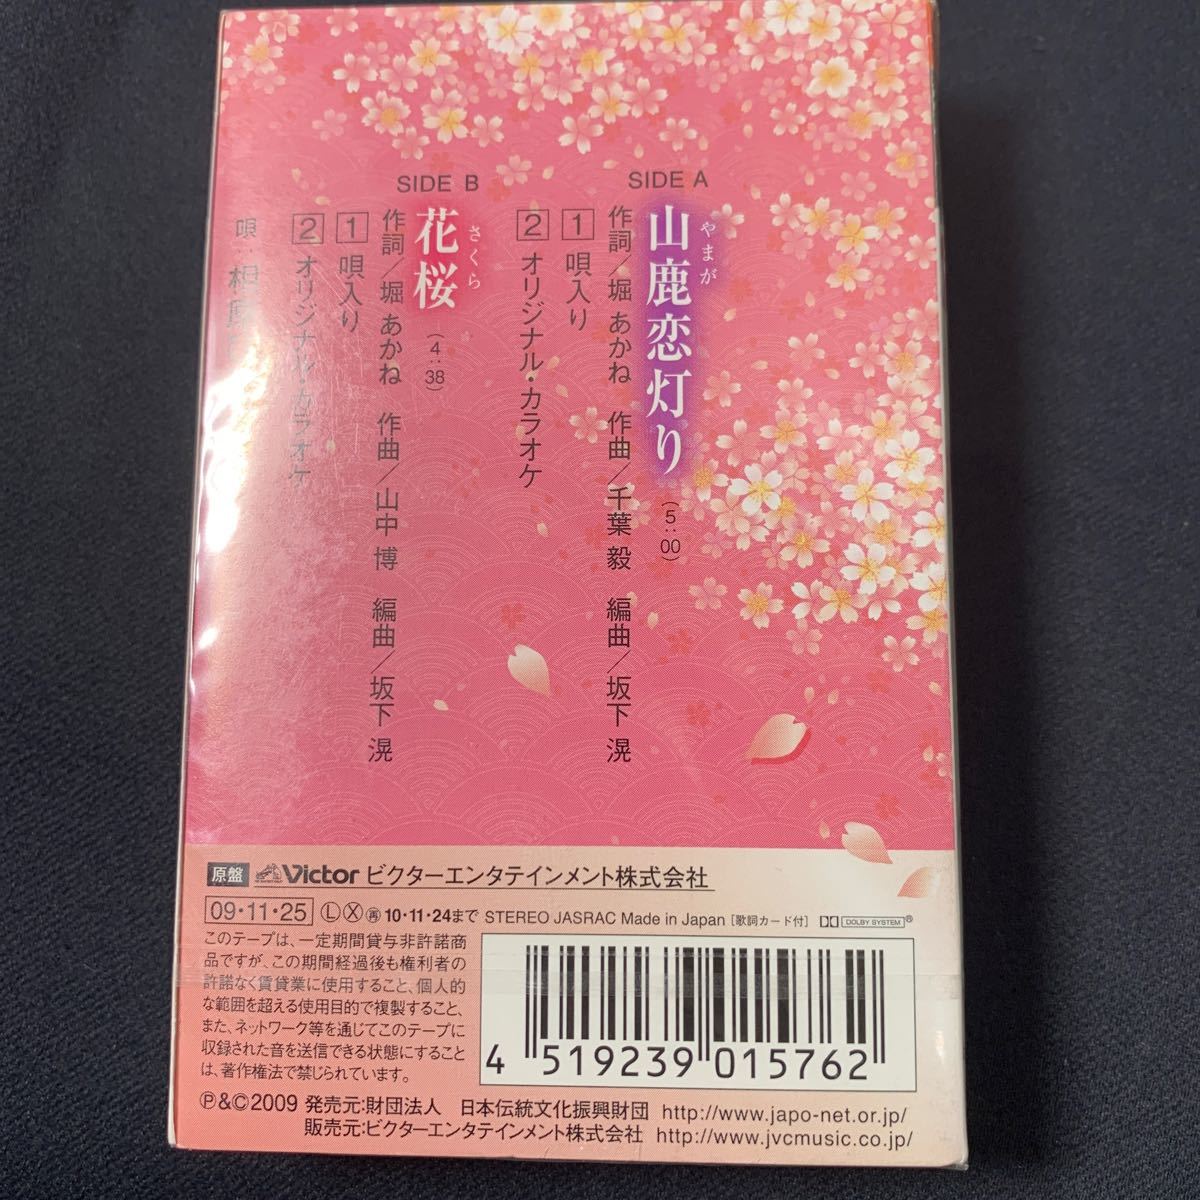 SIDE A
山鹿恋灯り
やまが
(5:00)
作詞/堀 あかね 作曲/千葉 毅 編曲/坂下 滉
1 唄入り
2 オリジナル・カラオケ
SIDE B
花桜
さくら
(4:38)
作詞/堀 あかね 作曲/山中 博 編曲/坂下 滉
1 唄入り
2 オリジナル・カラオケ
唄:相原
原盤 Victor ビクターエンタテインメント株式会社
09・11・25 Ⓛ Ⓧ ㊢ 10・11・24まで STEREO JASRAC Made in Japan [歌詞カード付] DOLBY SYSTEM®
このテープは、一定期間貸与非許諾商
品ですが、この期間経過後も権利者の
許諾なく賃貸業に使用すること、個人的
な範囲を超える使用目的で複製すること、
また、ネットワーク等を通じてこのテープに
収録された音を送信できる状態にすること
は、著作権法で禁じられています。
4 519239 015762
Ⓟ&©2009 発売元:財団法人 日本伝統文化振興財団 http://www.japo-net.or.jp/
販売元:ビクターエンタテインメント株式会社 http://www.jvcmusic.co.jp/